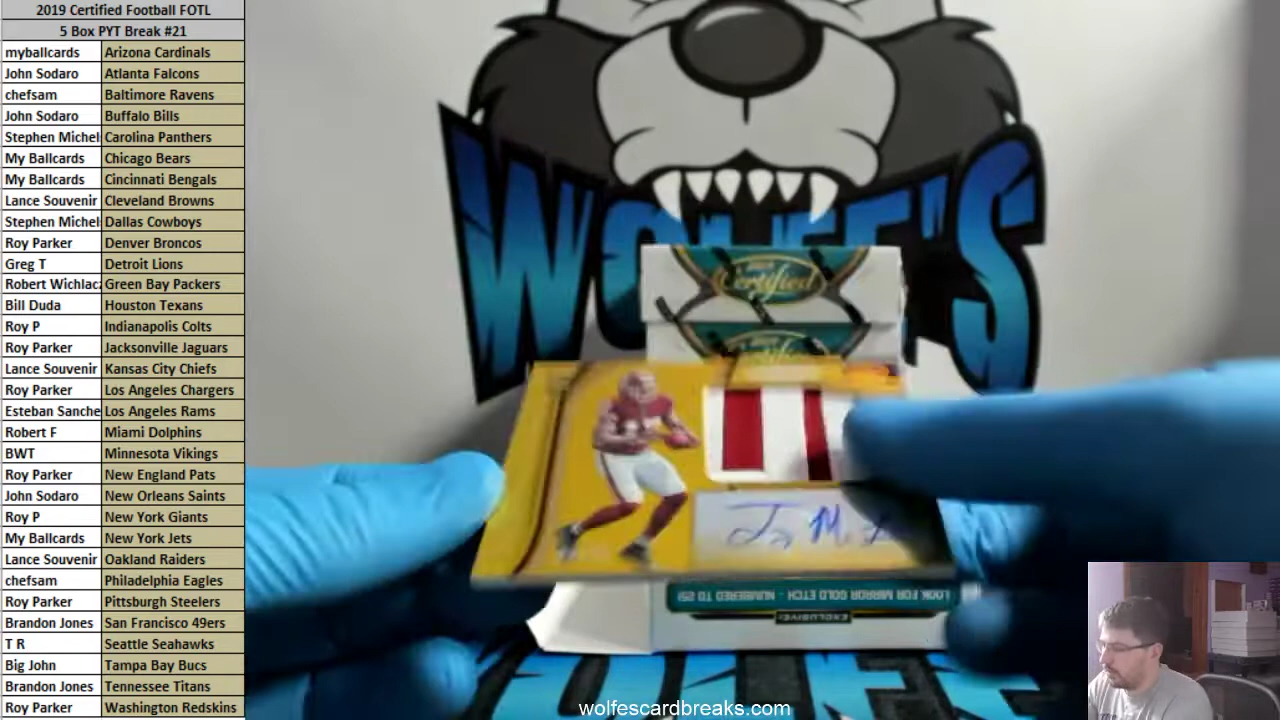 2019 Certified Football FOTL
5 Box PYT Break #21
myballcards Arizona Cardinals
John Sodaro Atlanta Falcons
chefsam Baltimore Ravens
John Sodaro Buffalo Bills
Stephen Michel Carolina Panthers
My Ballcards Chicago Bears
My Ballcards Cincinnati Bengals
Lance Souvenir Cleveland Browns
Stephen Michel Dallas Cowboys
Roy Parker Denver Broncos
Greg T Detroit Lions
Robert Wichlacz Green Bay Packers
Bill Duda Houston Texans
Roy P Indianapolis Colts
Roy Parker Jacksonville Jaguars
Lance Souvenir Kansas City Chiefs
Roy Parker Los Angeles Chargers
Esteban Sanche Los Angeles Rams
Robert F Miami Dolphins
BWT Minnesota Vikings
Roy Parker New England Pats
John Sodaro New Orleans Saints
Roy P New York Giants
My Ballcards New York Jets
Lance Souvenir Oakland Raiders
chefsam Philadelphia Eagles
Roy Parker Pittsburgh Steelers
Brandon Jones San Francisco 49ers
T R Seattle Seahawks
Big John Tampa Bay Bucs
Brandon Jones Tennessee Titans
Roy Parker Washington Redskins
WOLFE'S
Certified
Certified
LOOK FOR MIRROR GOLD ETCH - NUMBERED TO 25!
EXCLUSIVE!
wolfescardbreaks.com